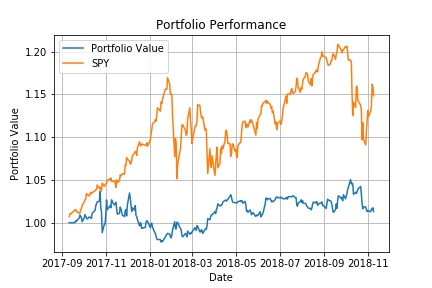 Portfolio Performance
Portfolio Value
SPY
1.20
1.15
1.10
1.05
1.00
Portfolio Value
2017-09 2017-11 2018-01 2018-03 2018-05 2018-07 2018-09 2018-11
Date